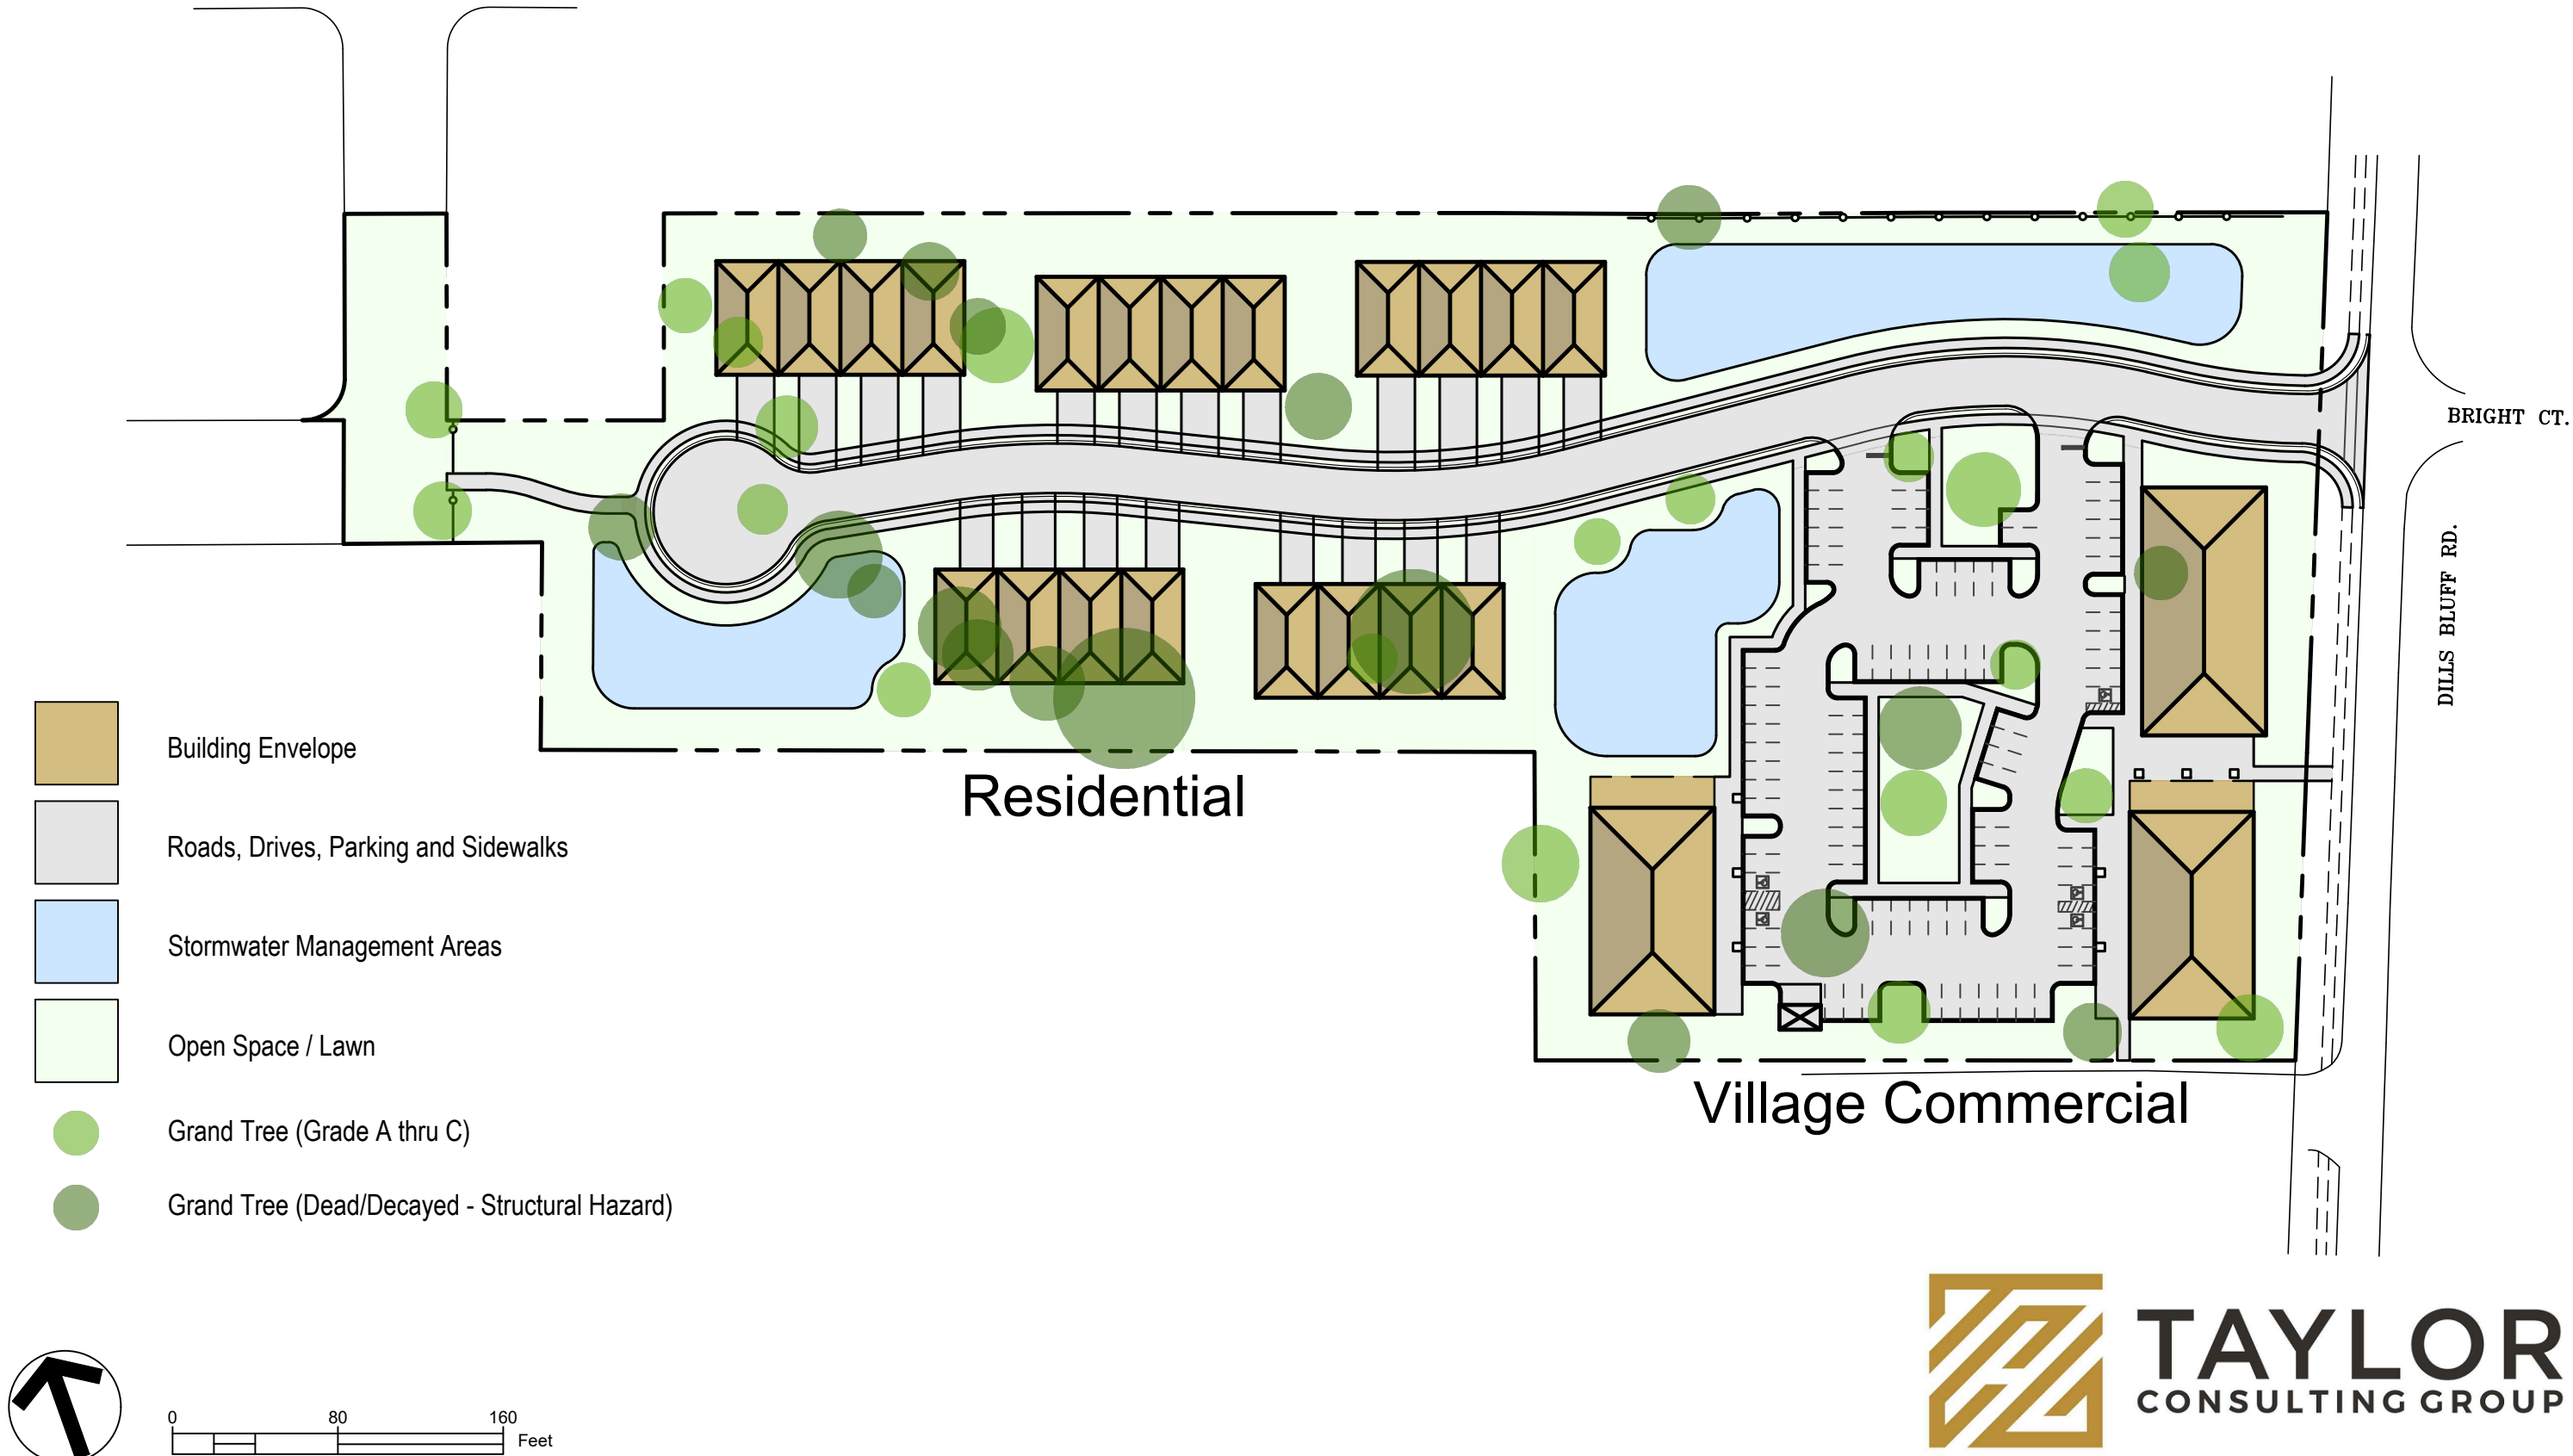 BRIGHT CT.
DILLS BLUFF RD.
Residential
Village Commercial
Building Envelope
Roads, Drives, Parking and Sidewalks
Stormwater Management Areas
Open Space / Lawn
Grand Tree (Grade A thru C)
Grand Tree (Dead/Decayed - Structural Hazard)
0 80 160
Feet
TAYLOR
CONSULTING GROUP